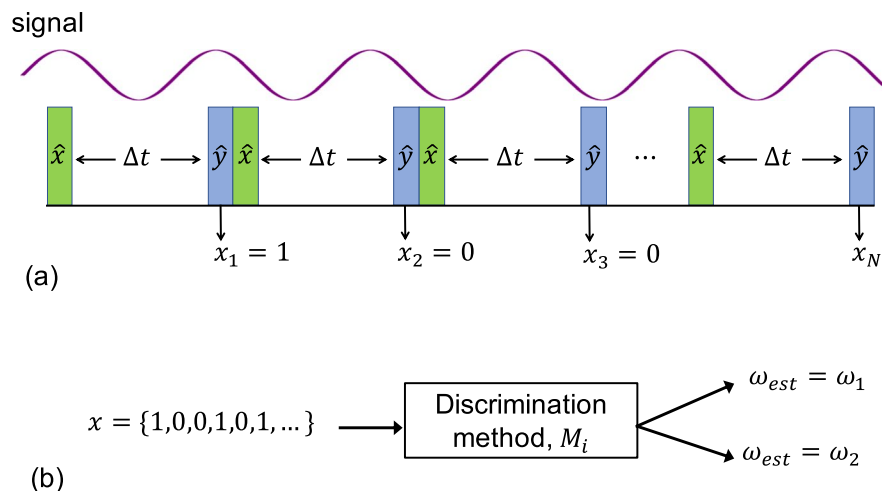 signal
x̂ Δt ŷ x̂ Δt ŷ x̂ Δt ŷ ... x̂ Δt ŷ
x₁ = 1 x₂ = 0 x₃ = 0 x_N
(a)
ω_est = ω₁
x = {1,0,0,1,0,1, ... }
Discrimination
method, M_i
ω_est = ω₂
(b)